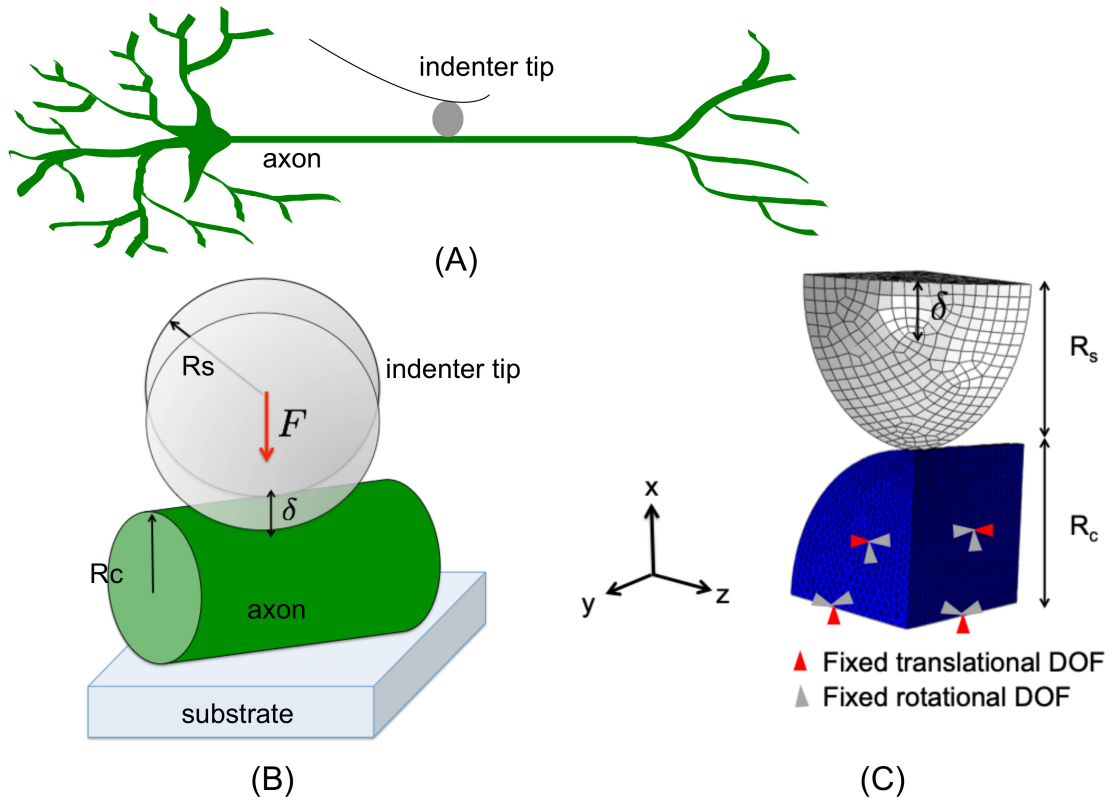 indenter tip
axon
(A)
Rs
indenter tip
F
δ
Rc
axon
substrate
(B)
δ
Rs
Rc
x
y
z
Fixed translational DOF
Fixed rotational DOF
(C)